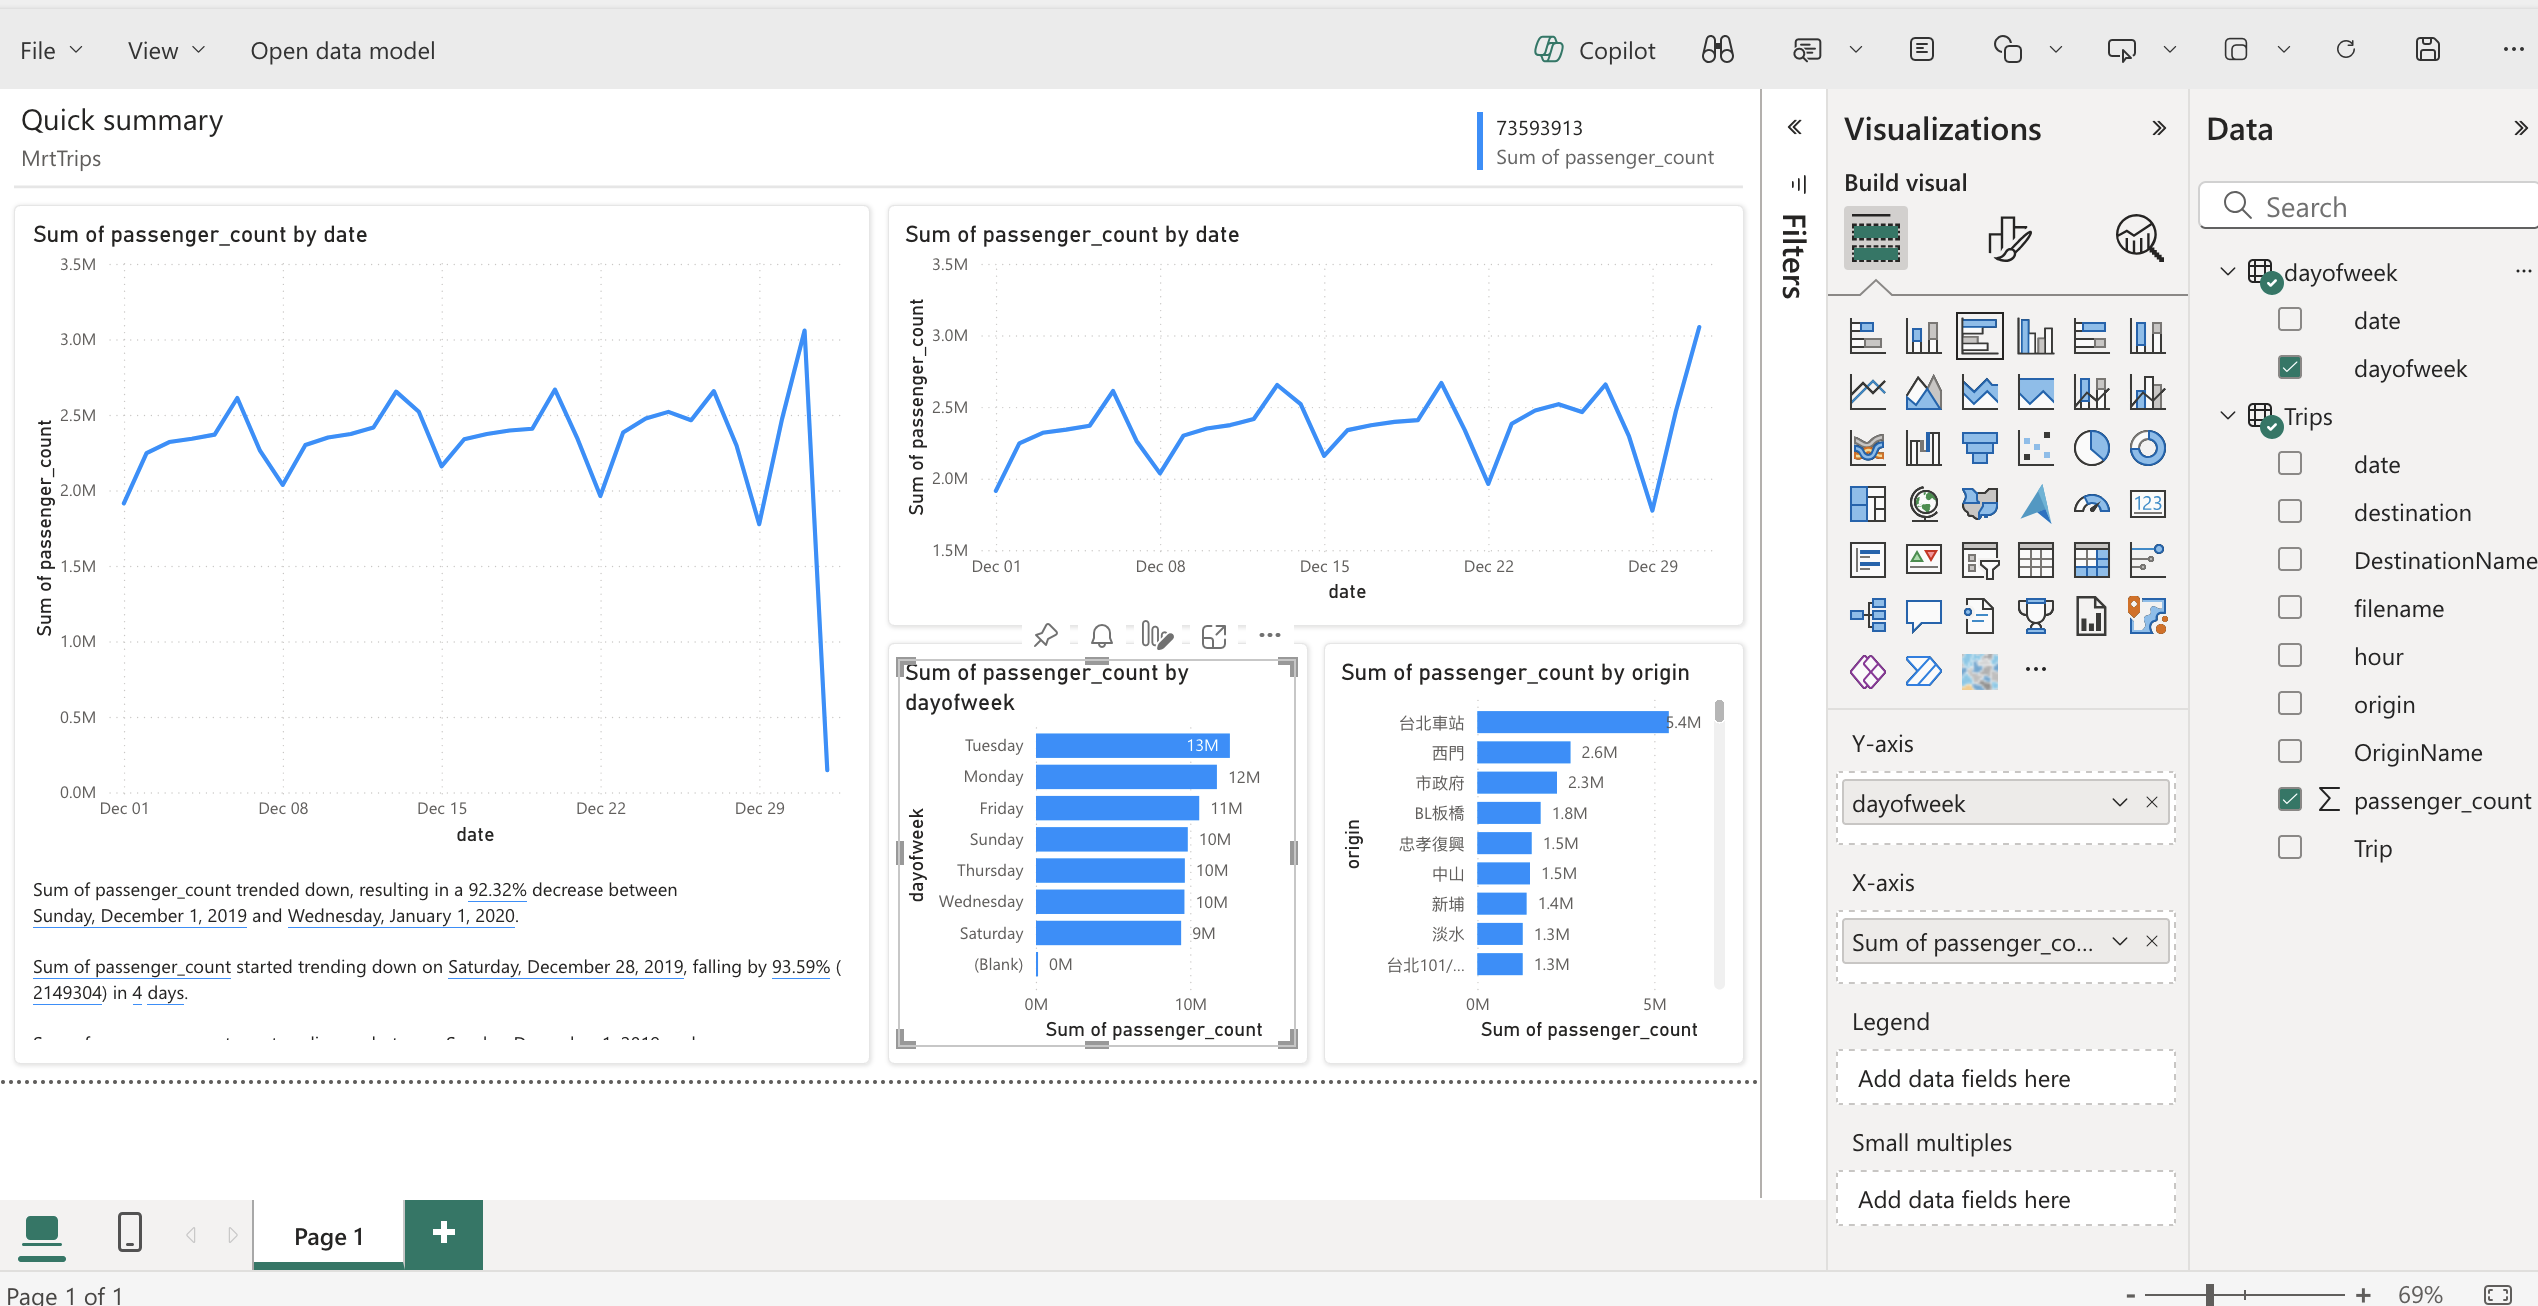 File
View
Open data model
Copilot
Quick summary
MrtTrips
73593913
Sum of passenger_count
Sum of passenger_count by date
3.5M
3.0M
2.5M
2.0M
1.5M
1.0M
0.5M
0.0M
Sum of passenger_count
Dec 01
Dec 08
Dec 15
Dec 22
Dec 29
date
Sum of passenger_count trended down, resulting in a 92.32% decrease between
Sunday, December 1, 2019 and Wednesday, January 1, 2020.
Sum of passenger_count started trending down on Saturday, December 28, 2019, falling by 93.59% (
2149304) in 4 days.
Sum of passenger_count by date
3.5M
3.0M
2.5M
2.0M
1.5M
Sum of passenger_count
Dec 01
Dec 08
Dec 15
Dec 22
Dec 29
date
Sum of passenger_count by
dayofweek
dayofweek
Tuesday 13M
Monday 12M
Friday 11M
Sunday 10M
Thursday 10M
Wednesday 10M
Saturday 9M
(Blank) 0M
0M
10M
Sum of passenger_count
Sum of passenger_count by origin
origin
台北車站 5.4M
西門 2.6M
市政府 2.3M
BL板橋 1.8M
忠孝復興 1.5M
中山 1.5M
新埔 1.4M
淡水 1.3M
台北101/... 1.3M
0M
5M
Sum of passenger_count
Filters
Visualizations
Build visual
123
Y-axis
dayofweek
X-axis
Sum of passenger_co...
Legend
Add data fields here
Small multiples
Add data fields here
Data
Search
dayofweek
date
dayofweek
Trips
date
destination
DestinationName
filename
hour
origin
OriginName
passenger_count
Trip
Page 1
Page 1 of 1
- + 69%